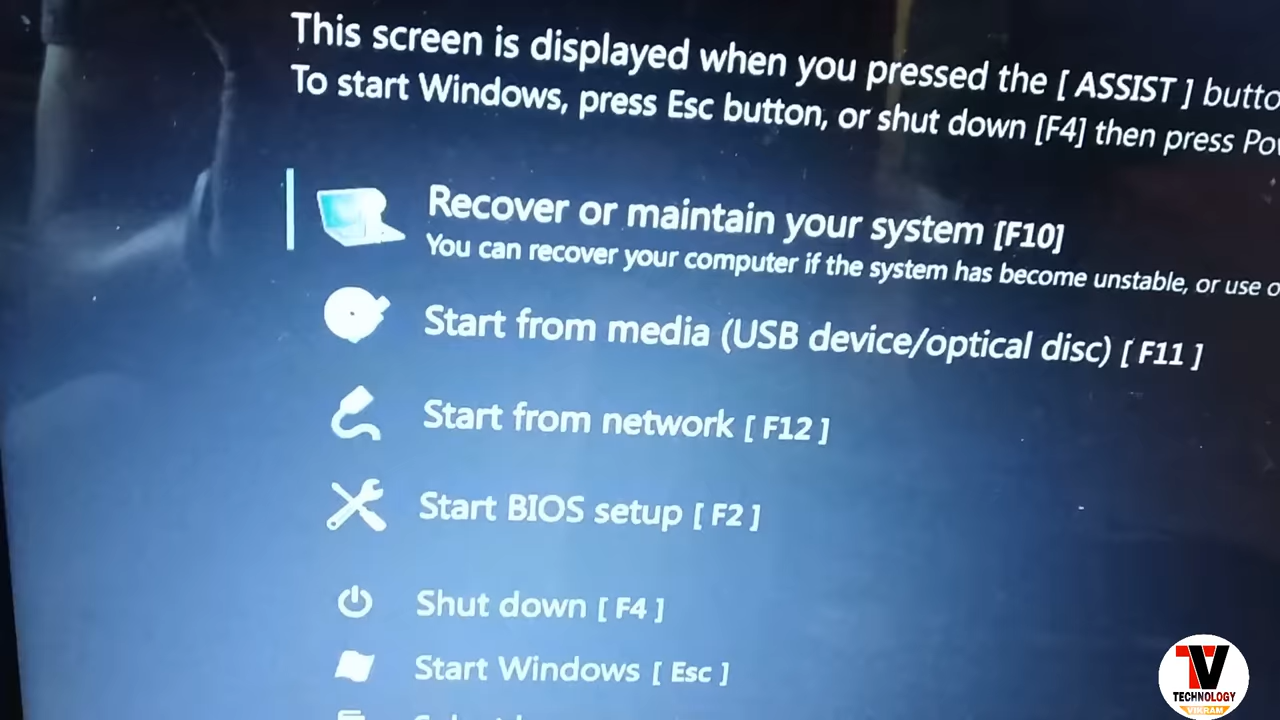 This screen is displayed when you pressed the [ ASSIST ]
To start Windows, press Esc button, or shut down [F4] then press
Recover or maintain your system [F10]
You can recover your computer if the system has become unstable, or use
Start from media (USB device/optical disc) [ F11 ]
Start from network [ F12 ]
Start BIOS setup [ F2 ]
Shut down [ F4 ]
Start Windows [ Esc ]
TV
TECHNOLOGY
VIKRAM